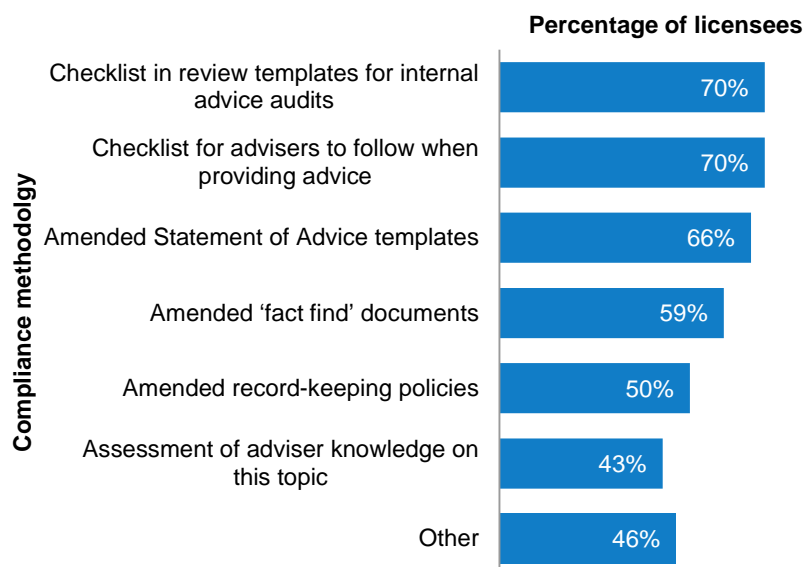 Percentage of licensees
Compliance methodolgy
Checklist in review templates for internal
advice audits
70%
Checklist for advisers to follow when
providing advice
70%
Amended Statement of Advice templates
66%
Amended ‘fact find’ documents
59%
Amended record-keeping policies
50%
Assessment of adviser knowledge on
this topic
43%
Other
46%